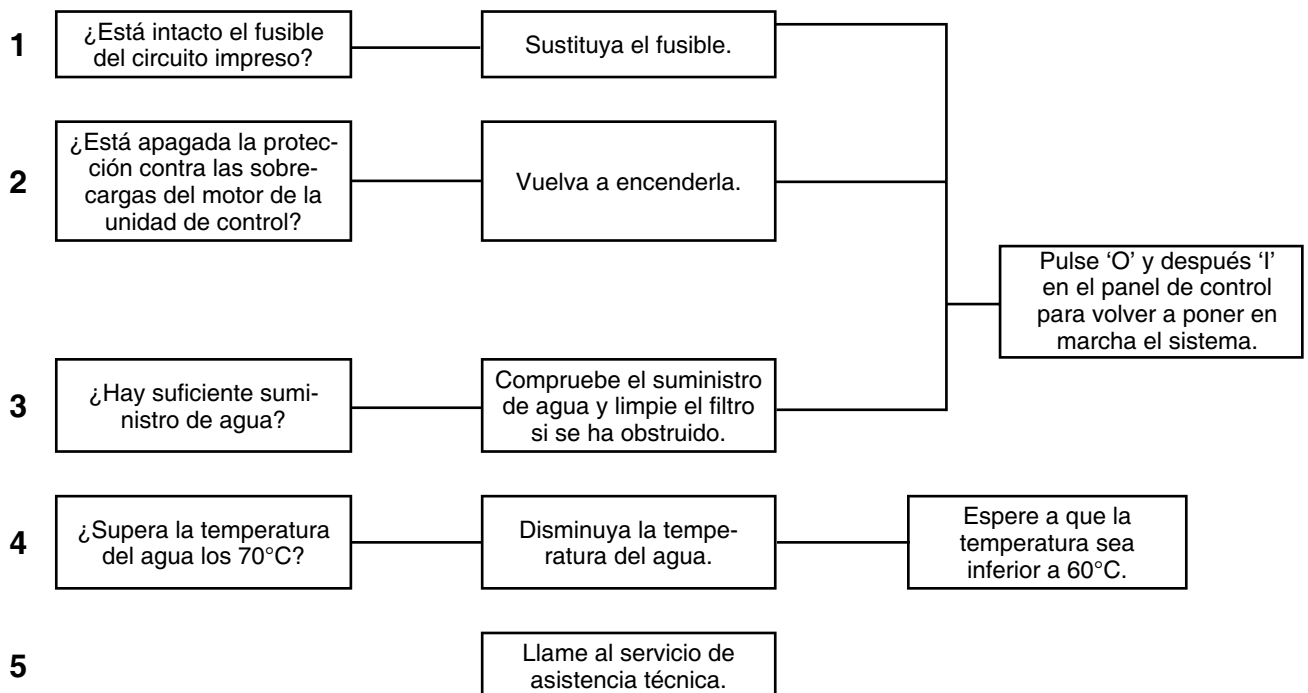 1
¿Está intacto el fusible
del circuito impreso?
Sustituya el fusible.
2
¿Está apagada la protec-
ción contra las sobre-
cargas del motor de la
unidad de control?
Vuelva a encenderla.
Pulse ‘O’ y después ‘I’
en el panel de control
para volver a poner en
marcha el sistema.
3
¿Hay suficiente sumi-
nistro de agua?
Compruebe el suministro
de agua y limpie el filtro
si se ha obstruido.
4
¿Supera la temperatura
del agua los 70°C?
Disminuya la tempe-
ratura del agua.
Espere a que la
temperatura sea
inferior a 60°C.
5
Llame al servicio de
asistencia técnica.